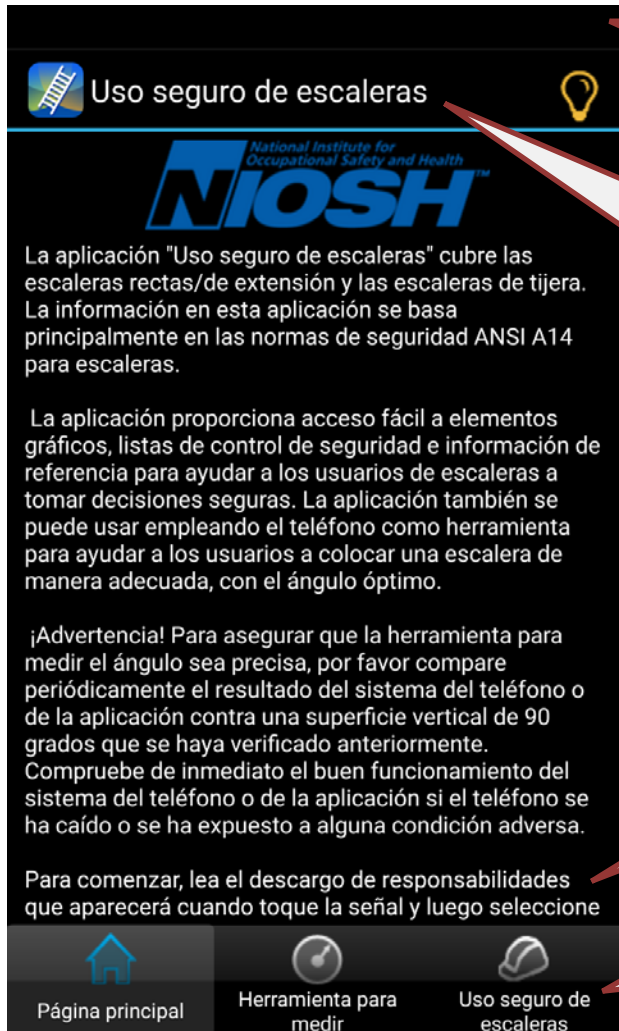 Uso seguro de escaleras
National Institute for
Occupational Safety and Health
NIOSH™
La aplicación "Uso seguro de escaleras" cubre las
escaleras rectas/de extensión y las escaleras de tijera.
La información en esta aplicación se basa
principalmente en las normas de seguridad ANSI A14
para escaleras.
La aplicación proporciona acceso fácil a elementos
gráficos, listas de control de seguridad e información de
referencia para ayudar a los usuarios de escaleras a
tomar decisiones seguras. La aplicación también se
puede usar empleando el teléfono como herramienta
para ayudar a los usuarios a colocar una escalera de
manera adecuada, con el ángulo óptimo.
¡Advertencia! Para asegurar que la herramienta para
medir el ángulo sea precisa, por favor compare
periódicamente el resultado del sistema del teléfono o
de la aplicación contra una superficie vertical de 90
grados que se haya verificado anteriormente.
Compruebe de inmediato el buen funcionamiento del
sistema del teléfono o de la aplicación si el teléfono se
ha caído o se ha expuesto a alguna condición adversa.
Para comenzar, lea el descargo de responsabilidades
que aparecerá cuando toque la señal y luego seleccione
Página principal
Herramienta para
medir
Uso seguro de
escaleras